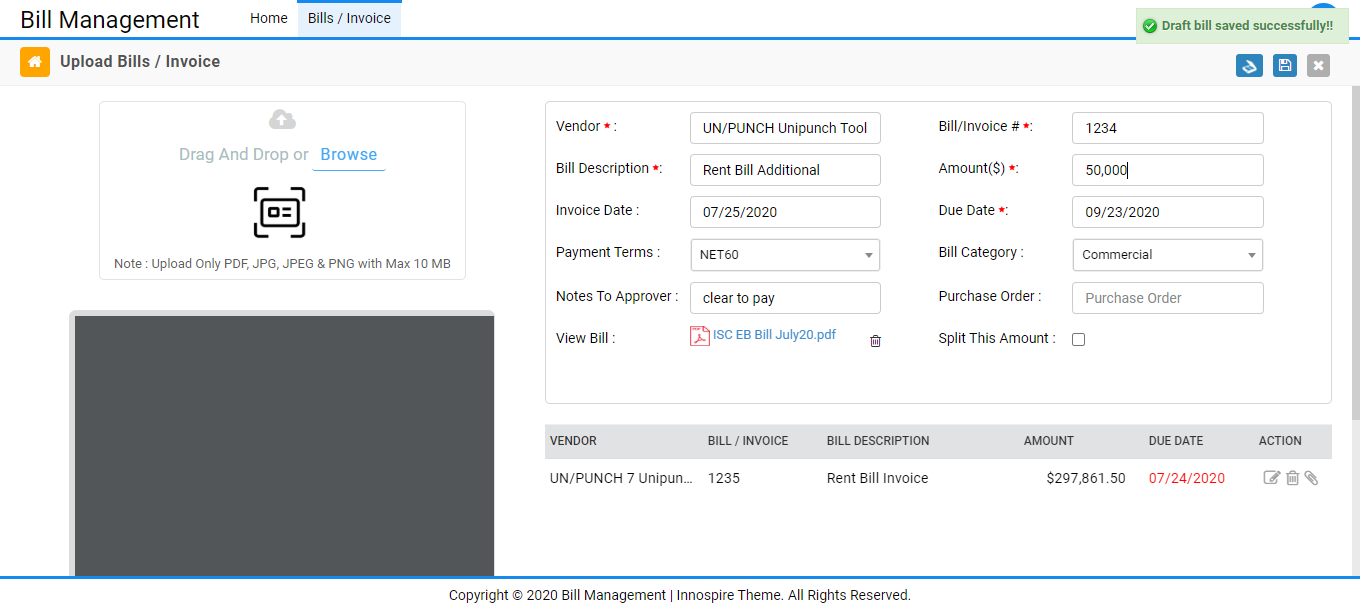 Bill Management
Home
Bills / Invoice
Draft bill saved successfully!!
Upload Bills / Invoice
Drag And Drop or Browse
Note : Upload Only PDF, JPG, JPEG & PNG with Max 10 MB
Vendor * : UN/PUNCH Unipunch Tool
Bill/Invoice # *: 1234
Bill Description *: Rent Bill Additional
Amount($) *: 50,000
Invoice Date : 07/25/2020
Due Date *: 09/23/2020
Payment Terms : NET60
Bill Category : Commercial
Notes To Approver : clear to pay
Purchase Order : Purchase Order
View Bill : ISC EB Bill July20.pdf
Split This Amount :
VENDOR BILL / INVOICE BILL DESCRIPTION AMOUNT DUE DATE ACTION
UN/PUNCH 7 Unipun... 1235 Rent Bill Invoice $297,861.50 07/24/2020
Copyright © 2020 Bill Management | Innospire Theme. All Rights Reserved.